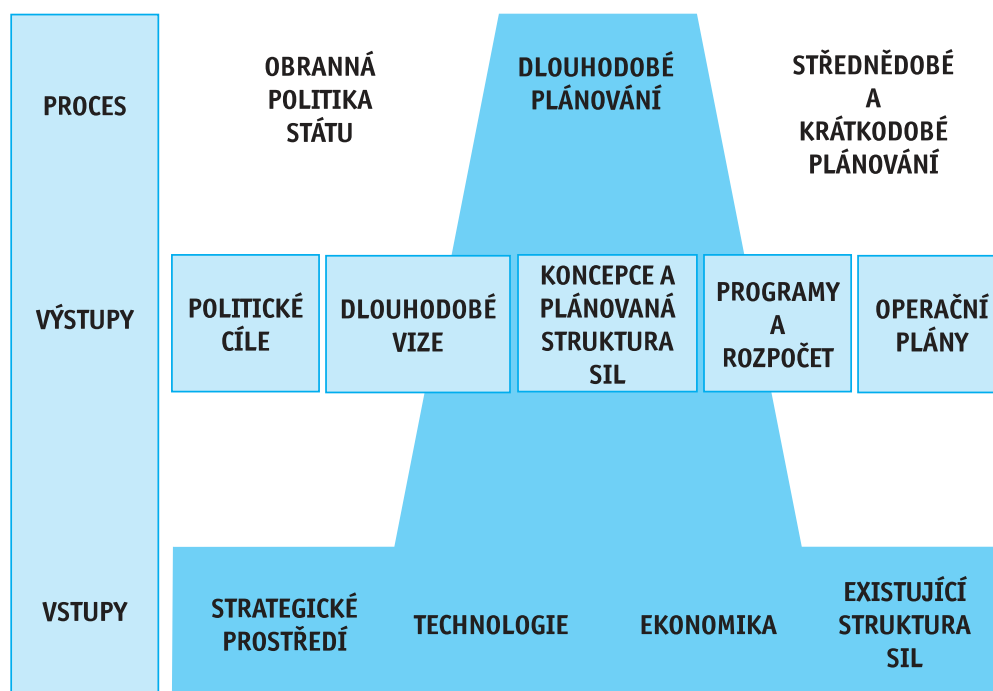 PROCES
OBRANNÁ
POLITIKA
STÁTU
DLOUHODOBÉ
PLÁNOVÁNÍ
STŘEDNĚDOBÉ
A
KRÁTKODOBÉ
PLÁNOVÁNÍ
VÝSTUPY
POLITICKÉ
CÍLE
DLOUHODOBÉ
VIZE
KONCEPCE A
PLÁNOVANÁ
STRUKTURA
SIL
PROGRAMY
A
ROZPOČET
OPERAČNÍ
PLÁNY
VSTUPY
STRATEGICKÉ
PROSTŘEDÍ
TECHNOLOGIE
EKONOMIKA
EXISTUJÍCÍ
STRUKTURA
SIL